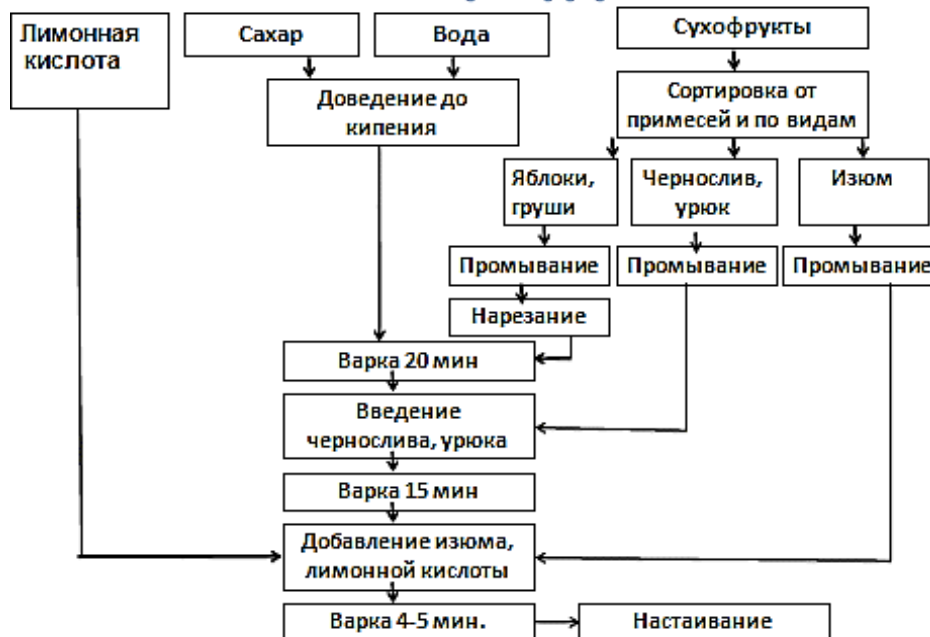 Лимонная
кислота
Сахар
Вода
Сухофрукты
Доведение до
кипения
Сортировка от
примесей и по видам
Яблоки,
груши
Чернослив,
урюк
Изюм
Промывание
Промывание
Промывание
Нарезание
Варка 20 мин
Введение
чернослива, урюка
Варка 15 мин
Добавление изюма,
лимонной кислоты
Варка 4-5 мин.
Настаивание